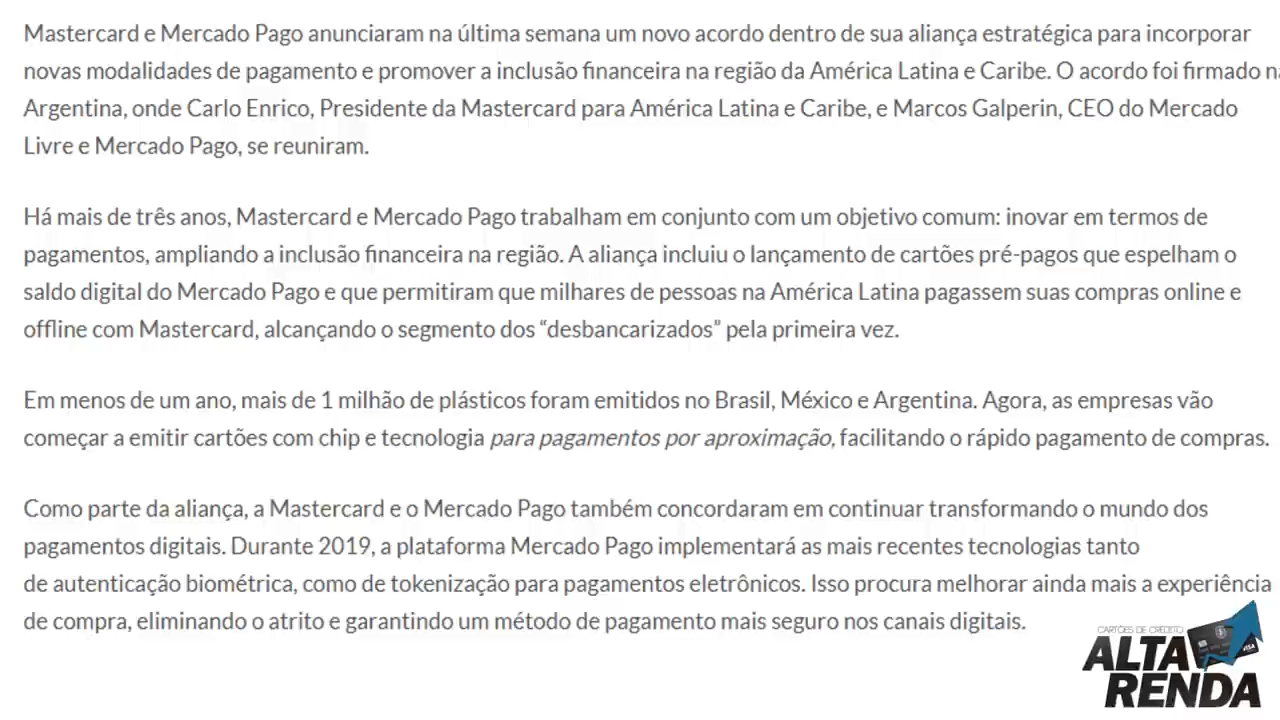 Mastercard e Mercado Pago anunciaram na última semana um novo acordo dentro de sua aliança estratégica para incorporar
novas modalidades de pagamento e promover a inclusão financeira na região da América Latina e Caribe. O acordo foi firmado n
Argentina, onde Carlo Enrico, Presidente da Mastercard para América Latina e Caribe, e Marcos Galperin, CEO do Mercado
Livre e Mercado Pago, se reuniram.
Há mais de três anos, Mastercard e Mercado Pago trabalham em conjunto com um objetivo comum: inovar em termos de
pagamentos, ampliando a inclusão financeira na região. A aliança incluiu o lançamento de cartões pré-pagos que espelham o
saldo digital do Mercado Pago e que permitiram que milhares de pessoas na América Latina pagassem suas compras online e
offline com Mastercard, alcançando o segmento dos “desbancarizados” pela primeira vez.
Em menos de um ano, mais de 1 milhão de plásticos foram emitidos no Brasil, México e Argentina. Agora, as empresas vão
começar a emitir cartões com chip e tecnologia para pagamentos por aproximação, facilitando o rápido pagamento de compras.
Como parte da aliança, a Mastercard e o Mercado Pago também concordaram em continuar transformando o mundo dos
pagamentos digitais. Durante 2019, a plataforma Mercado Pago implementará as mais recentes tecnologias tanto
de autenticação biométrica, como de tokenização para pagamentos eletrônicos. Isso procura melhorar ainda mais a experiência
de compra, eliminando o atrito e garantindo um método de pagamento mais seguro nos canais digitais.
CARTÕES DE CRÉDITO
ALTA
RENDA
VISA